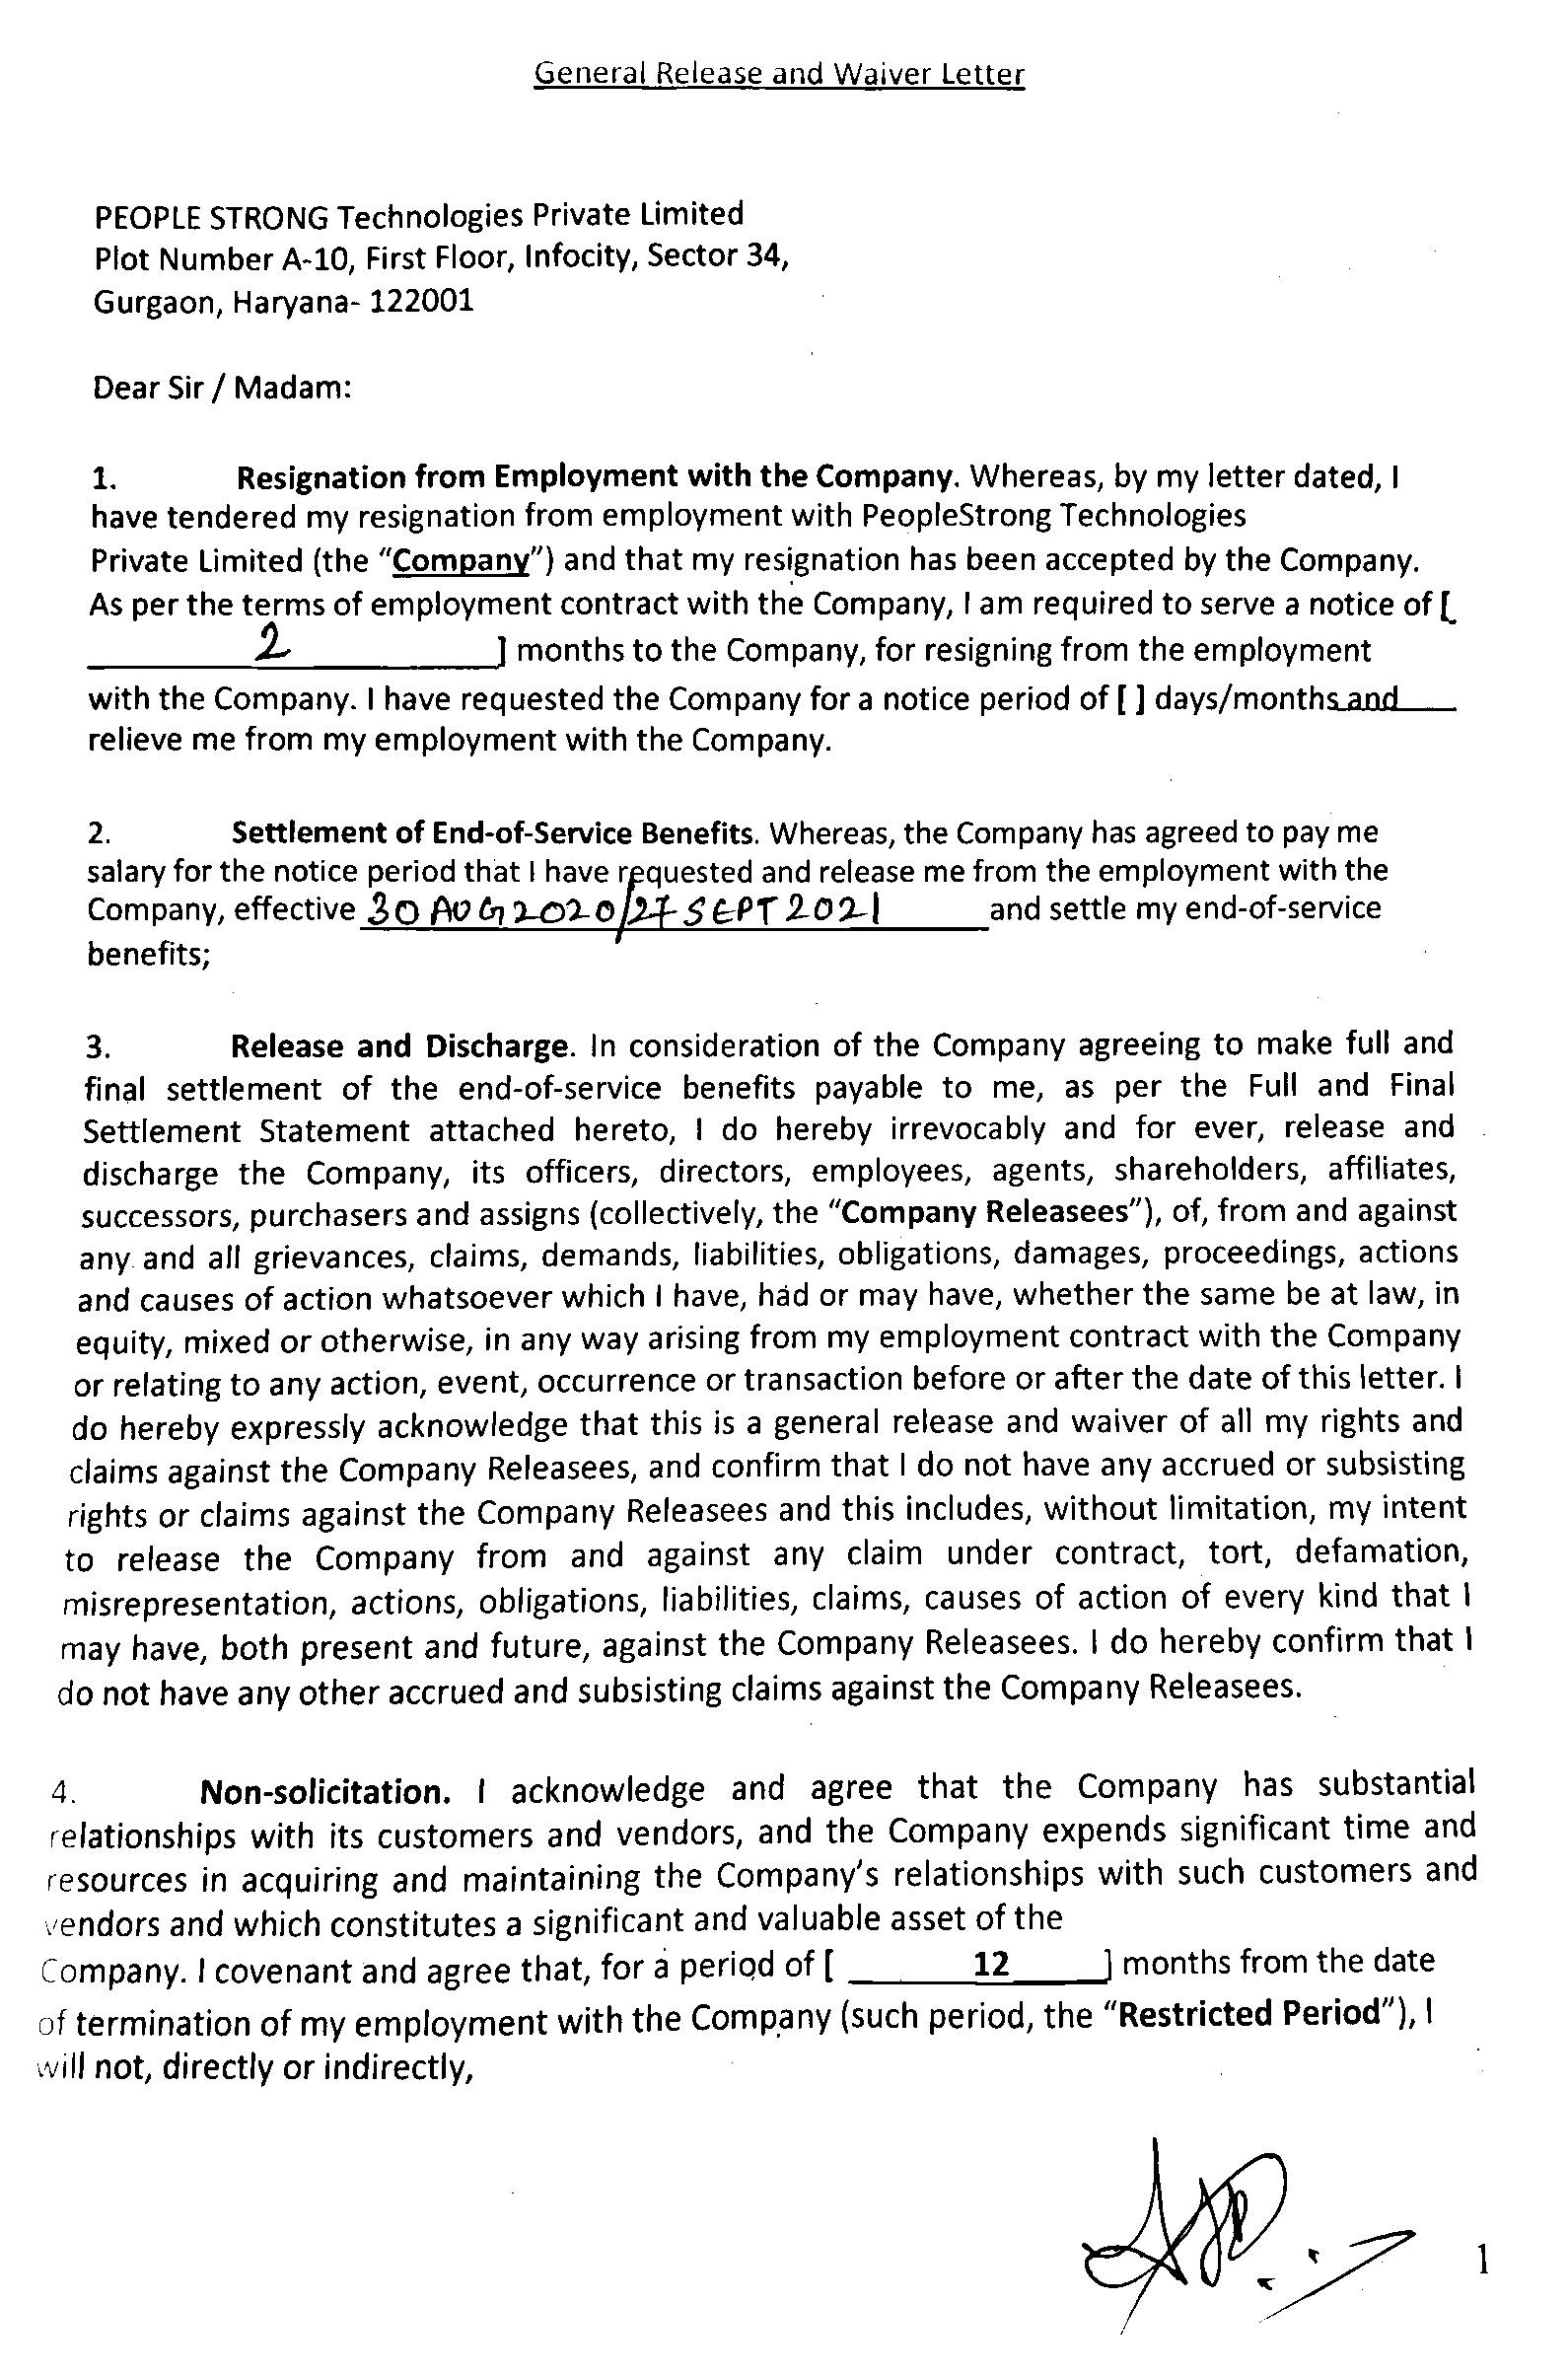 General Release and Waiver Letter
PEOPLE STRONG Technologies Private Limited
Plot Number A-10, First Floor, Infocity, Sector 34,
Gurgaon, Haryana- 122001
Dear Sir / Madam:
1. Resignation from Employment with the Company. Whereas, by my letter dated, I
have tendered my resignation from employment with PeopleStrong Technologies
Private Limited (the “Company”) and that my resignation has been accepted by the Company.
As per the terms of employment contract with the Company, I am required to serve a notice of [
2 ] months to the Company, for resigning from the employment
with the Company. I have requested the Company for a notice period of [ ] days/months and
relieve me from my employment with the Company.
2. Settlement of End-of-Service Benefits. Whereas, the Company has agreed to pay me
salary for the notice period that I have requested and release me from the employment with the
Company, effective 30 AUG 2020/27 SEPT 2021 and settle my end-of-service
benefits;
3. Release and Discharge. In consideration of the Company agreeing to make full and
final settlement of the end-of-service benefits payable to me, as per the Full and Final
Settlement Statement attached hereto, I do hereby irrevocably and for ever, release and
discharge the Company, its officers, directors, employees, agents, shareholders, affiliates,
successors, purchasers and assigns (collectively, the “Company Releasees”), of, from and against
any and all grievances, claims, demands, liabilities, obligations, damages, proceedings, actions
and causes of action whatsoever which I have, had or may have, whether the same be at law, in
equity, mixed or otherwise, in any way arising from my employment contract with the Company
or relating to any action, event, occurrence or transaction before or after the date of this letter. I
do hereby expressly acknowledge that this is a general release and waiver of all my rights and
claims against the Company Releasees, and confirm that I do not have any accrued or subsisting
rights or claims against the Company Releasees and this includes, without limitation, my intent
to release the Company from and against any claim under contract, tort, defamation,
misrepresentation, actions, obligations, liabilities, claims, causes of action of every kind that I
may have, both present and future, against the Company Releasees. I do hereby confirm that I
do not have any other accrued and subsisting claims against the Company Releasees.
4. Non-solicitation. I acknowledge and agree that the Company has substantial
relationships with its customers and vendors, and the Company expends significant time and
resources in acquiring and maintaining the Company's relationships with such customers and
vendors and which constitutes a significant and valuable asset of the
Company. I covenant and agree that, for a period of [ 12 ] months from the date
of termination of my employment with the Company (such period, the “Restricted Period”), I
will not, directly or indirectly,
1